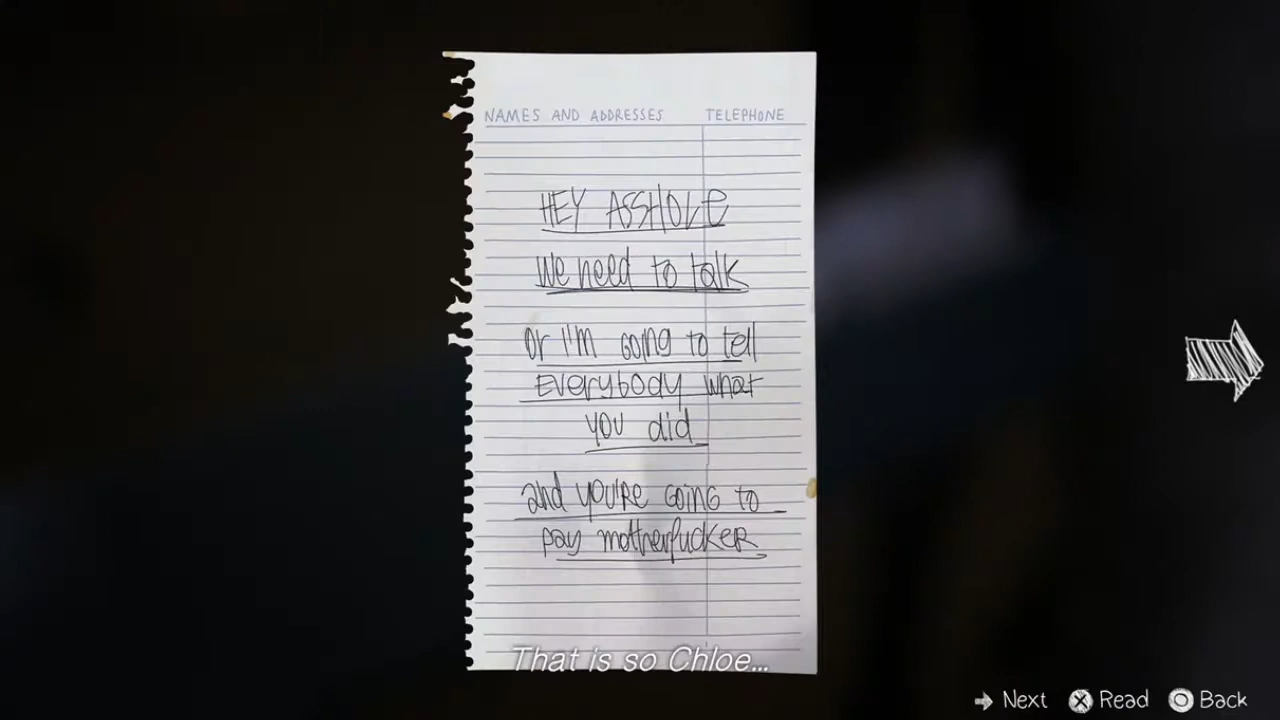 NAMES AND ADDRESSES TELEPHONE
HEY ASSHOLE
We need to talk
Or I'm GOING to tell
EVERYBODY what
YOU did
and YOU'RE GOING to
pay motherfuckER
That is so Chloe...
Next Read Back